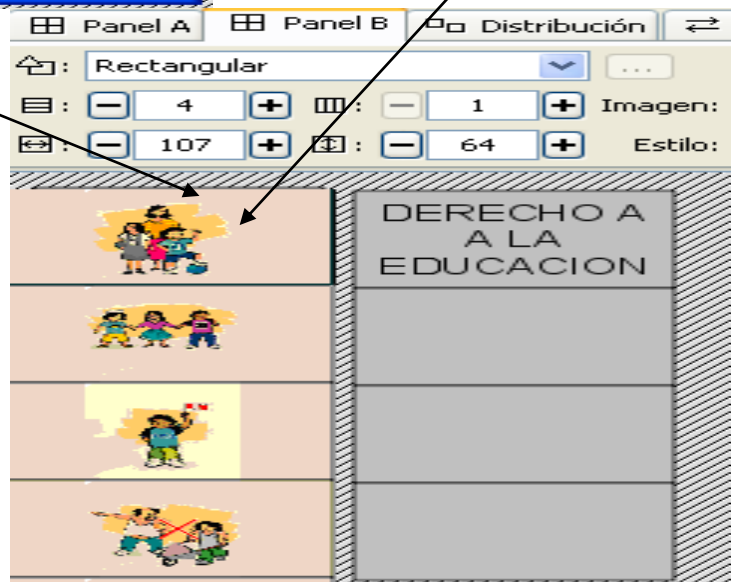 Panel A Panel B Distribución
: Rectangular ...
: 4 : 1 Imagen:
: 107 : 64 Estilo:
DERECHO A
A LA
EDUCACION